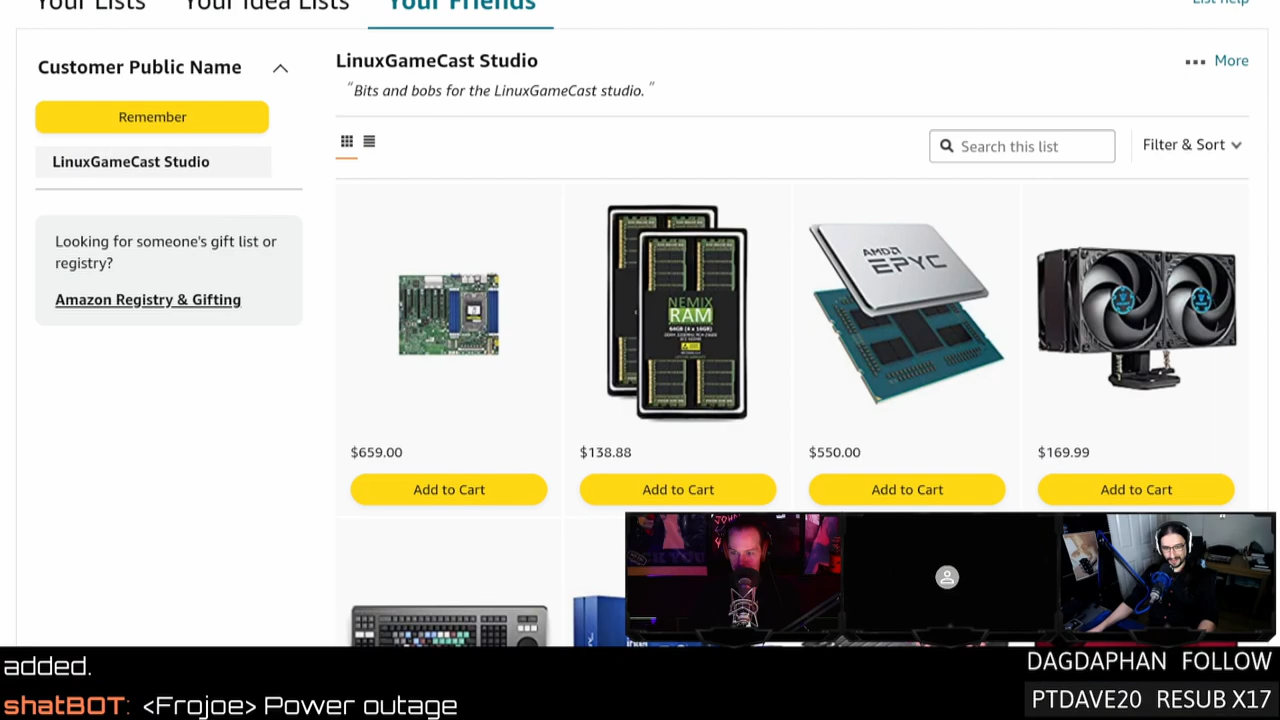 Your Lists Your Idea Lists Your Friends
List help
Customer Public Name
Remember
LinuxGameCast Studio
Looking for someone's gift list or
registry?
Amazon Registry & Gifting
LinuxGameCast Studio
More
"Bits and bobs for the LinuxGameCast studio. "
Search this list
Filter & Sort
NEMIX
RAM
AMD
EPYC
$659.00
$138.88
$550.00
$169.99
Add to Cart
Add to Cart
Add to Cart
Add to Cart
added.
shatBOT: <Frojoe> Power outage
DAGDAPHAN FOLLOW
PTDAVE20 RESUB X17